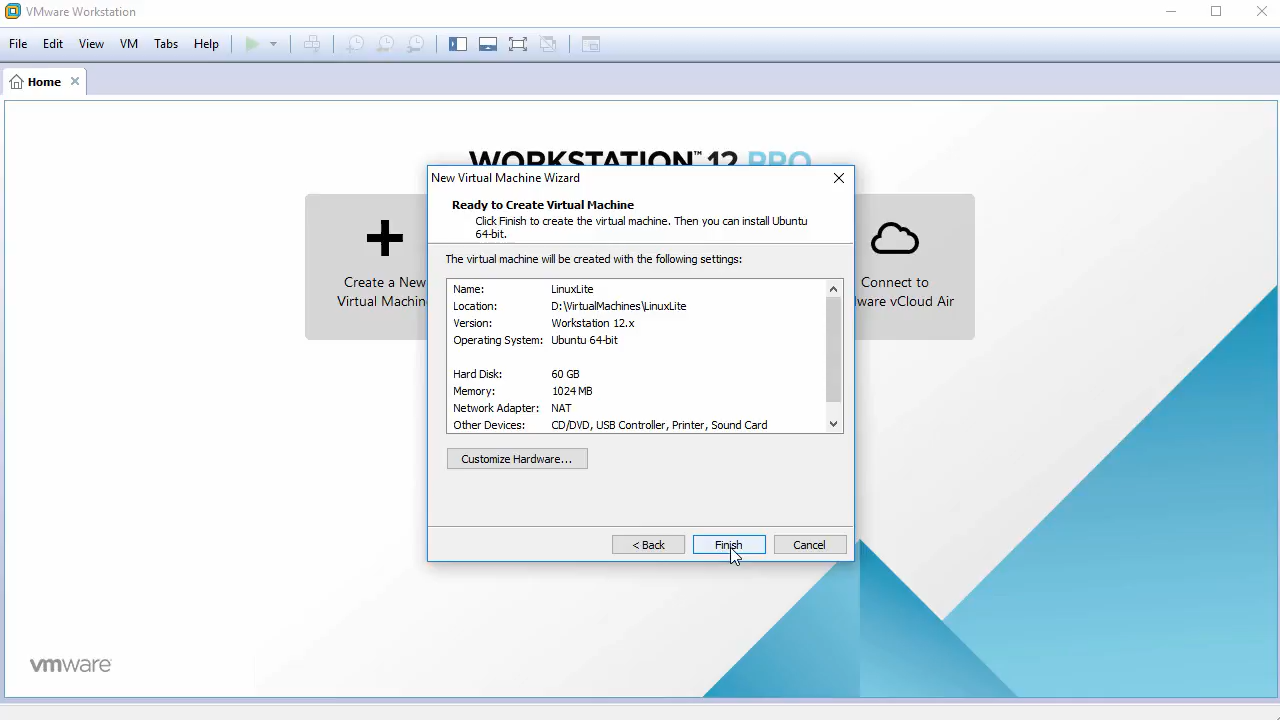 VMware Workstation
File Edit View VM Tabs Help
Home
WORKSTATION™ 12 PRO
New Virtual Machine Wizard
Ready to Create Virtual Machine
Click Finish to create the virtual machine. Then you can install Ubuntu
64-bit.
The virtual machine will be created with the following settings:
Name: LinuxLite
Location: D:\VirtualMachines\LinuxLite
Version: Workstation 12.x
Operating System: Ubuntu 64-bit
Hard Disk: 60 GB
Memory: 1024 MB
Network Adapter: NAT
Other Devices: CD/DVD, USB Controller, Printer, Sound Card
Customize Hardware...
< Back Finish Cancel
Create a New
Virtual Machin
Connect to
ware vCloud Air
vmware